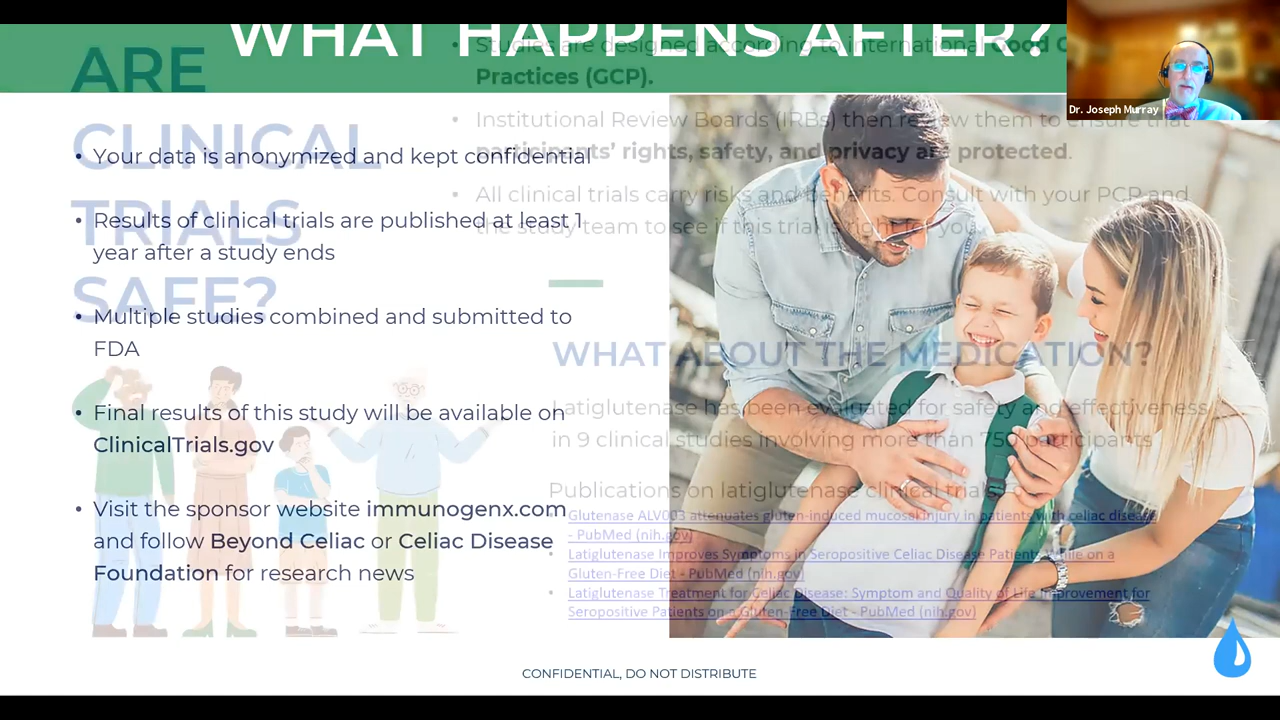 WHAT HAPPENS AFTER?
Dr. Joseph Murray
• Your data is anonymized and kept confidential
• Results of clinical trials are published at least 1
year after a study ends
• Multiple studies combined and submitted to
FDA
• Final results of this study will be available on
ClinicalTrials.gov
• Visit the sponsor website immunogenx.com
and follow Beyond Celiac or Celiac Disease
Foundation for research news
ARE
CLINICAL
TRIALS
SAFE?
• Studies are designed according to international Good C
Practices (GCP).
• Institutional Review Boards (IRBs) then review them to ensure that
participants' rights, safety, and privacy are protected.
• All clinical trials carry risks and benefits. Consult with your PCP and
the study team to see if this trial is right for you.
WHAT ABOUT THE MEDICATION?
Latiglutenase has been evaluated for safety and effectiveness
in 9 clinical studies involving more than 750 participants
Publications on latiglutenase clinical trials
• Glutenase ALV003 attenuates gluten-induced mucosal injury in patients with celiac disease
- PubMed (nih.gov)
• Latiglutenase Improves Symptoms in Seropositive Celiac Disease Patients While on a
Gluten-Free Diet - PubMed (nih.gov)
• Latiglutenase Treatment for Celiac Disease: Symptom and Quality of Life Improvement for
Seropositive Patients on a Gluten-Free Diet - PubMed (nih.gov)
CONFIDENTIAL, DO NOT DISTRIBUTE